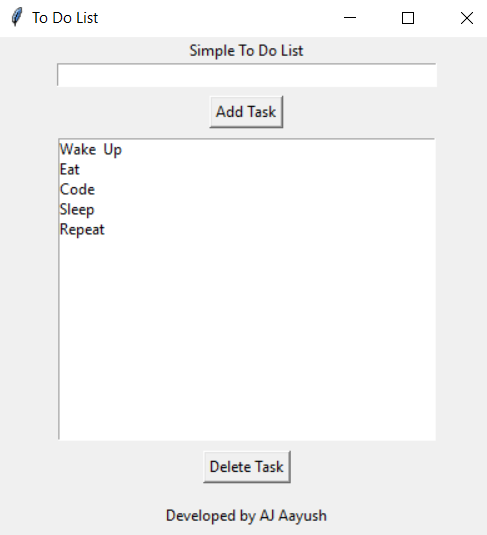 To Do List
Simple To Do List
Add Task
Wake Up
Eat
Code
Sleep
Repeat
Delete Task
Developed by AJ Aayush